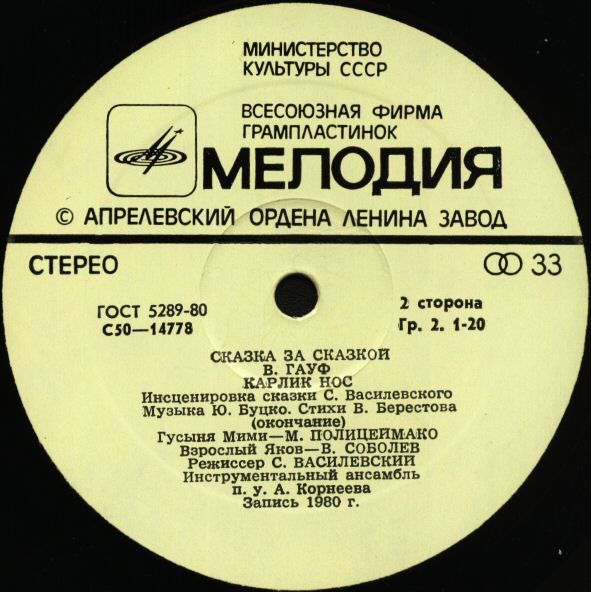 МИНИСТЕРСТВО
КУЛЬТУРЫ СССР
ВСЕСОЮЗНАЯ ФИРМА
ГРАМПЛАСТИНОК
МЕЛОДИЯ
© АПРЕЛЕВСКИЙ ОРДЕНА ЛЕНИНА ЗАВОД
СТЕРЕО
33
ГОСТ 5289-80
С50—14778
2 сторона
Гр. 2. 1-20
СКАЗКА ЗА СКАЗКОЙ
В. ГАУФ
КАРЛИК НОС
Инсценировка сказки С. Василевского
Музыка Ю. Буцко. Стихи В. Берестова
(окончание)
Гусыня Мими—М. ПОЛИЦЕЙМАКО
Взрослый Яков—В. СОБОЛЕВ
Режиссер С. ВАСИЛЕВСКИЙ
Инструментальный ансамбль
п. у. А. Корнеева
Запись 1980 г.